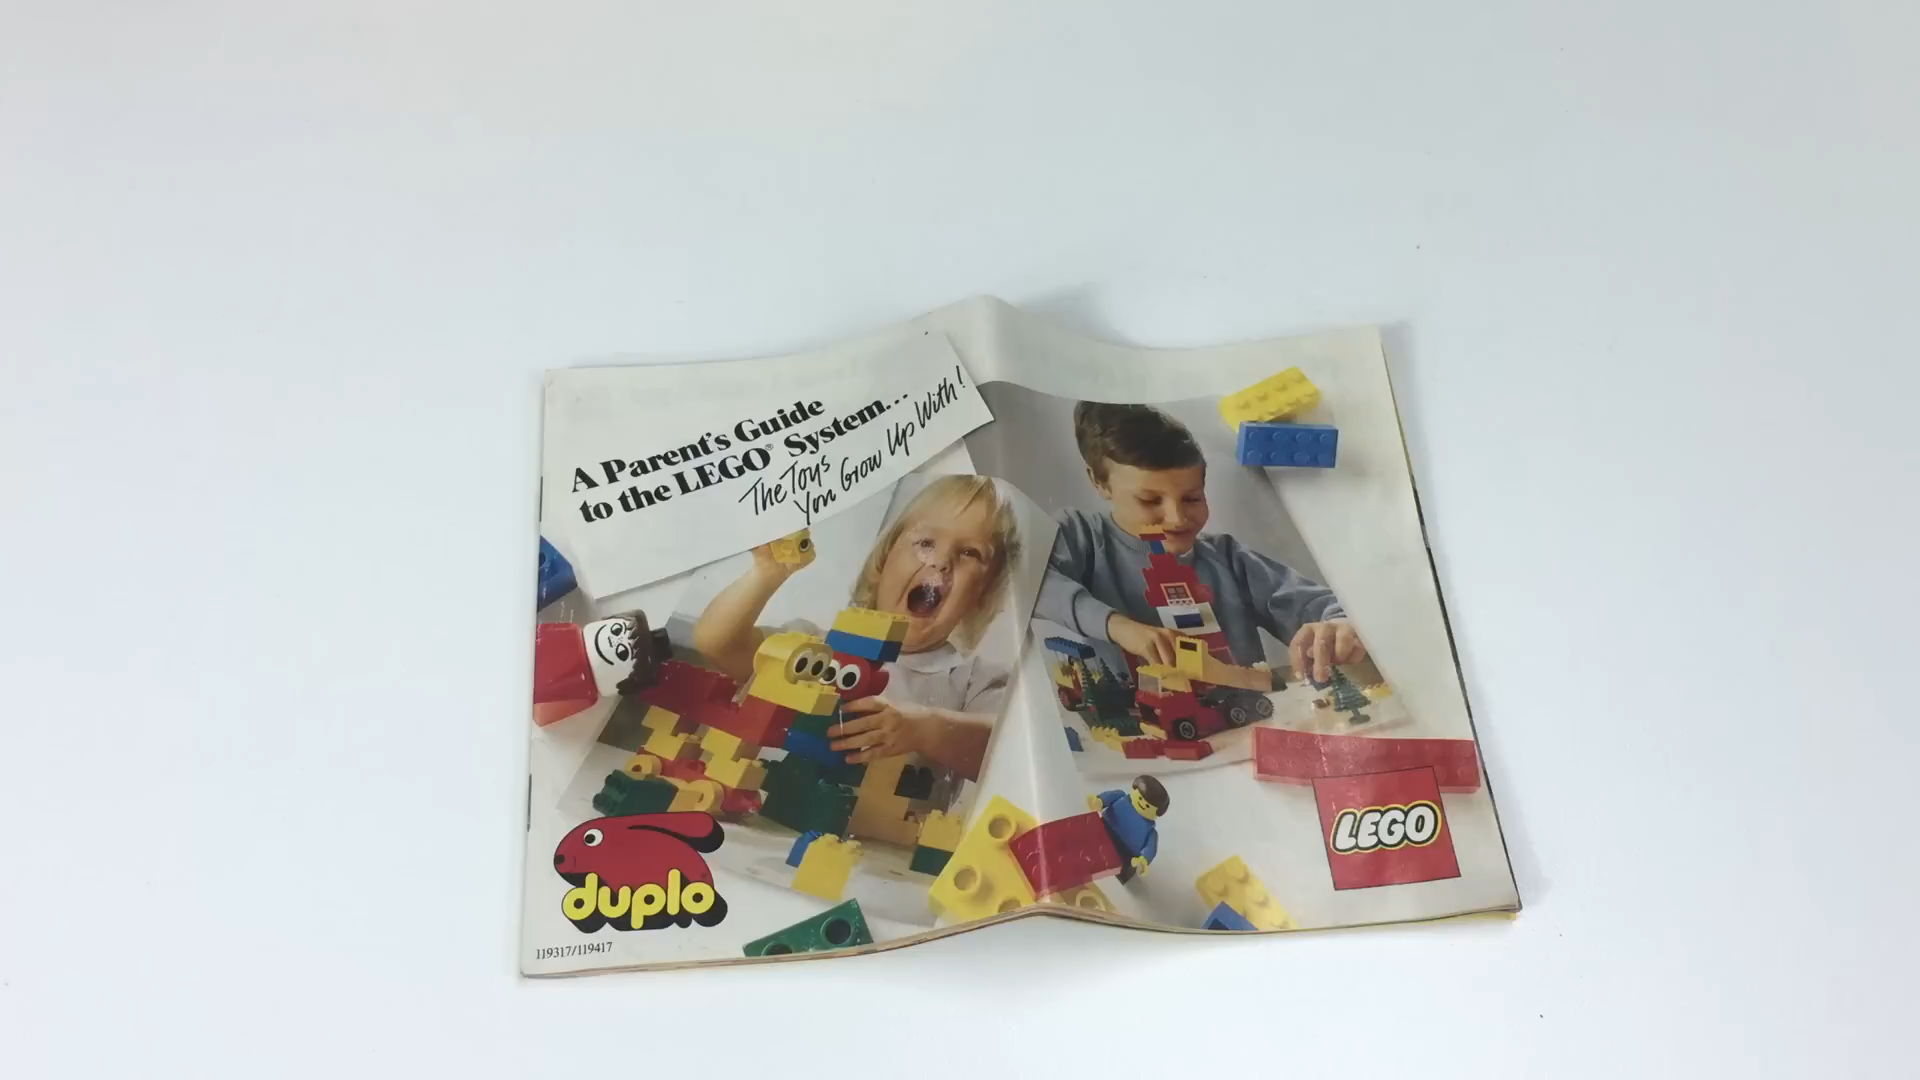 A Parent's Guide
to the LEGO® System...
The Toys
You Grow Up With!
duplo
LEGO
119317/119417